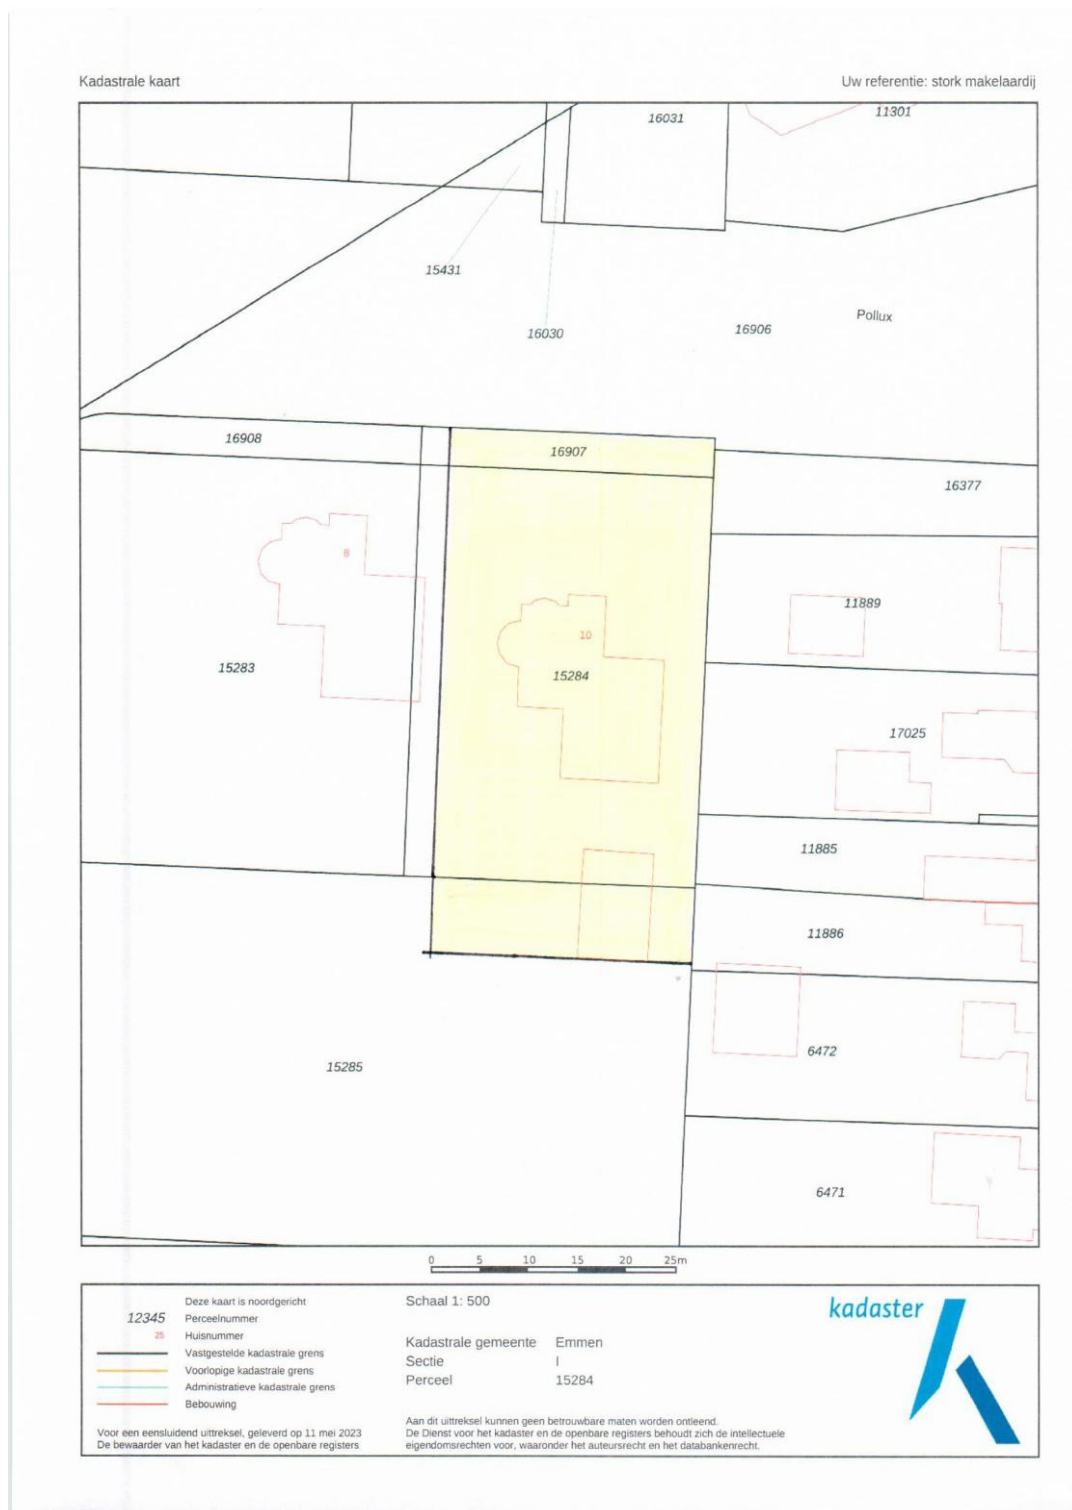 Kadastrale kaart
Uw referentie: stork makelaardij
16031
11301
15431
16030
16906
Pollux
16908
16907
16377
8
11889
10
15283
15284
17025
11885
11886
15285
6472
6471
0 5 10 15 20 25m
Deze kaart is noordgericht
12345 Perceelnummer
25 Huisnummer
Vastgestelde kadastrale grens
Voorlopige kadastrale grens
Administratieve kadastrale grens
Bebouwing
Voor een eensluidend uittreksel, geleverd op 11 mei 2023
De bewaarder van het kadaster en de openbare registers
Schaal 1: 500
Kadastrale gemeente Emmen
Sectie I
Perceel 15284
Aan dit uittreksel kunnen geen betrouwbare maten worden ontleend.
De Dienst voor het kadaster en de openbare registers behoudt zich de intellectuele
eigendomsrechten voor, waaronder het auteursrecht en het databankenrecht.
kadaster